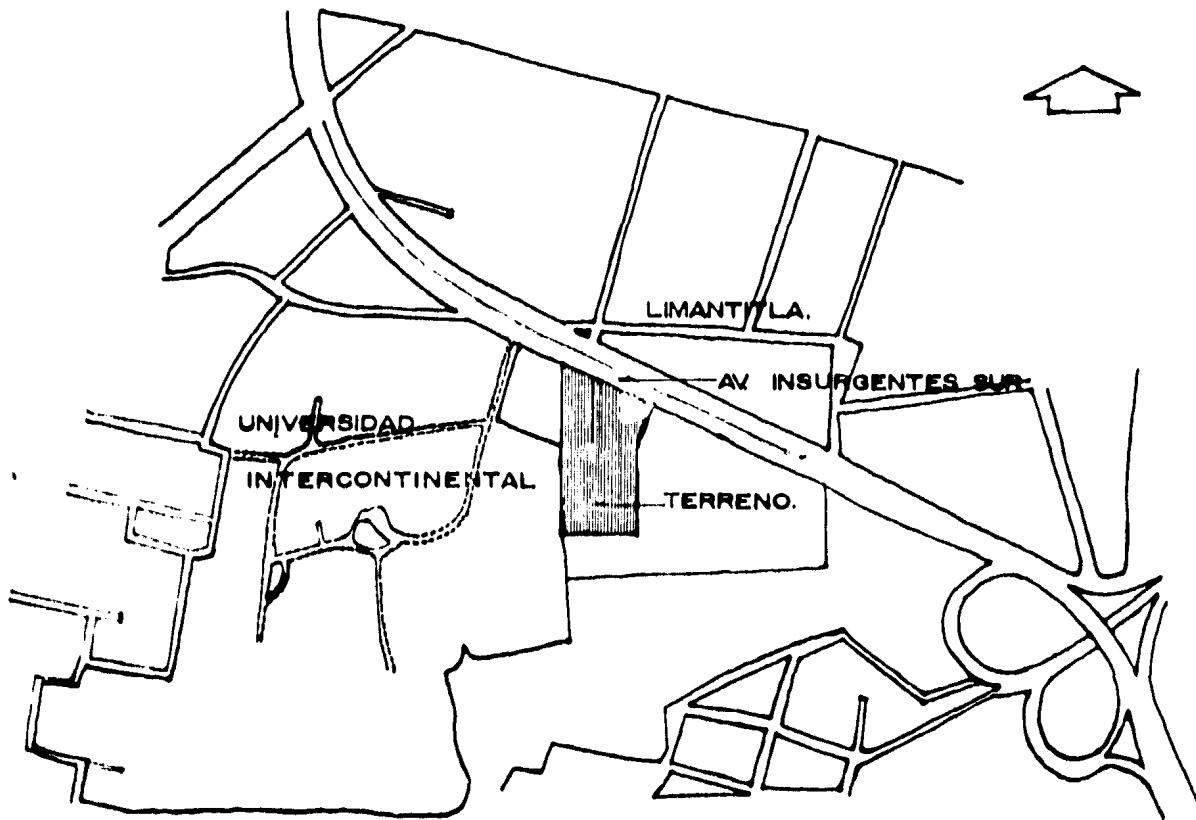 LIMANTITLA.
AV. INSURGENTES SUR
UNIVERSIDAD
INTERCONTINENTAL
TERRENO.